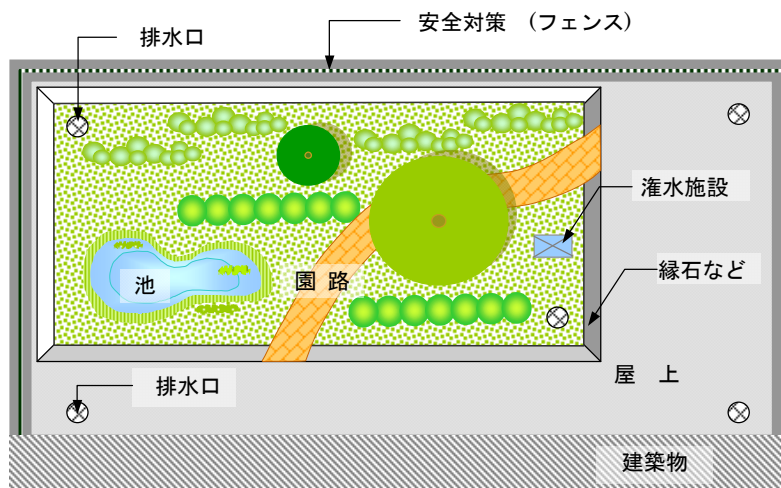 安全対策 (フェンス)
排水口
潅水施設
縁石など
池
園 路
屋 上
排水口
建築物